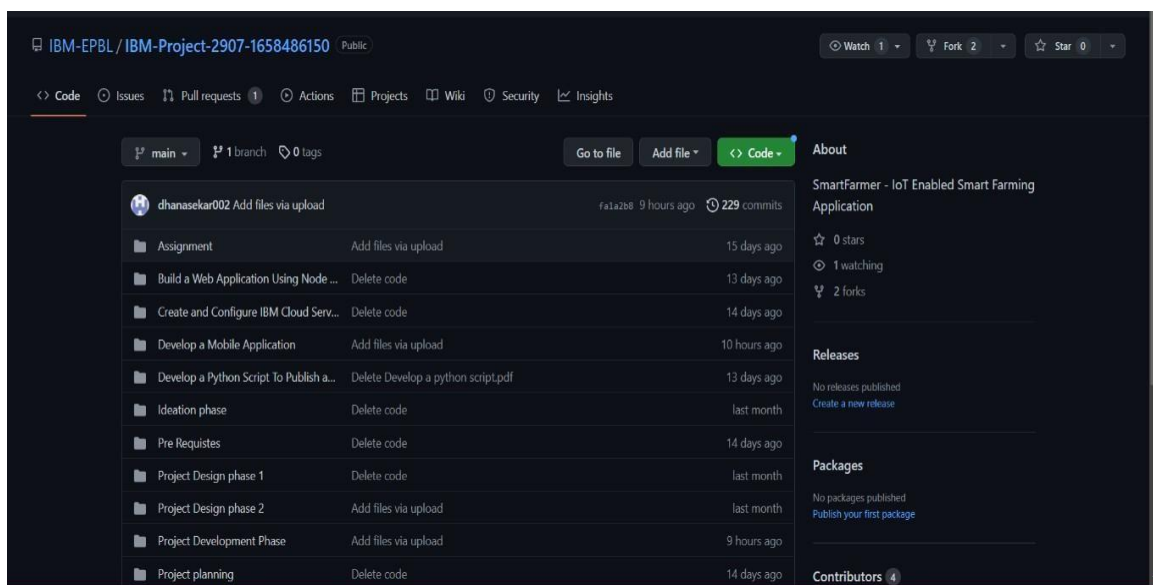 IBM-EPBL / IBM-Project-2907-1658486150 Public
Watch 1 Fork 2 Star 0
<> Code Issues Pull requests 1 Actions Projects Wiki Security Insights
main 1 branch 0 tags Go to file Add file <> Code
dhanasekar002 Add files via upload fa1a2b8 9 hours ago 229 commits
Assignment Add files via upload 15 days ago
Build a Web Application Using Node ... Delete code 13 days ago
Create and Configure IBM Cloud Serv... Delete code 14 days ago
Develop a Mobile Application Add files via upload 10 hours ago
Develop a Python Script To Publish a... Delete Develop a python script.pdf 13 days ago
Ideation phase Delete code last month
Pre Requistes Delete code 14 days ago
Project Design phase 1 Delete code last month
Project Design phase 2 Add files via upload last month
Project Development Phase Add files via upload 9 hours ago
Project planning Delete code 14 days ago
About
SmartFarmer - IoT Enabled Smart Farming
Application
0 stars
1 watching
2 forks
Releases
No releases published
Create a new release
Packages
No packages published
Publish your first package
Contributors 4